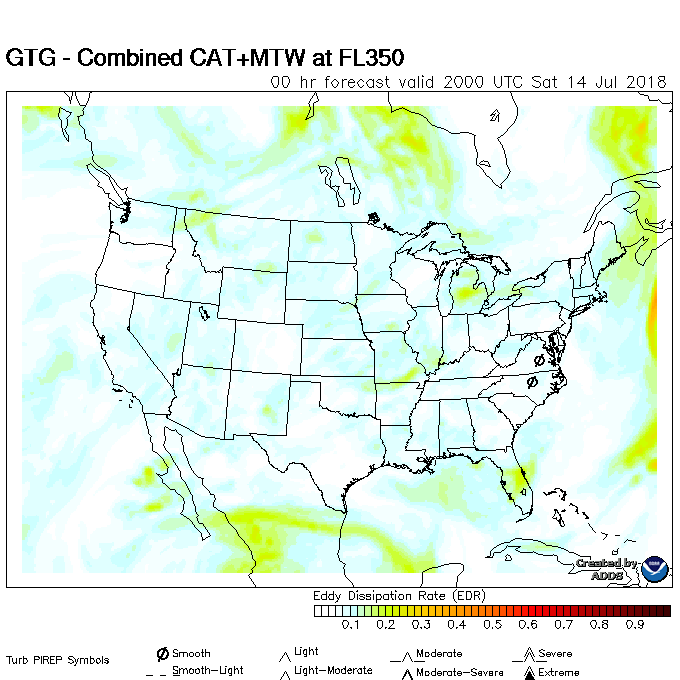 GTG - Combined CAT+MTW at FL350
00 hr forecast valid 2000 UTC Sat 14 Jul 2018
Created by
ADDS
Eddy Dissipation Rate (EDR)
0.1 0.2 0.3 0.4 0.5 0.6 0.7 0.8 0.9
Turb PIREP Symbols
Smooth Light Moderate Severe
Smooth-Light Light-Moderate Moderate-Severe Extreme